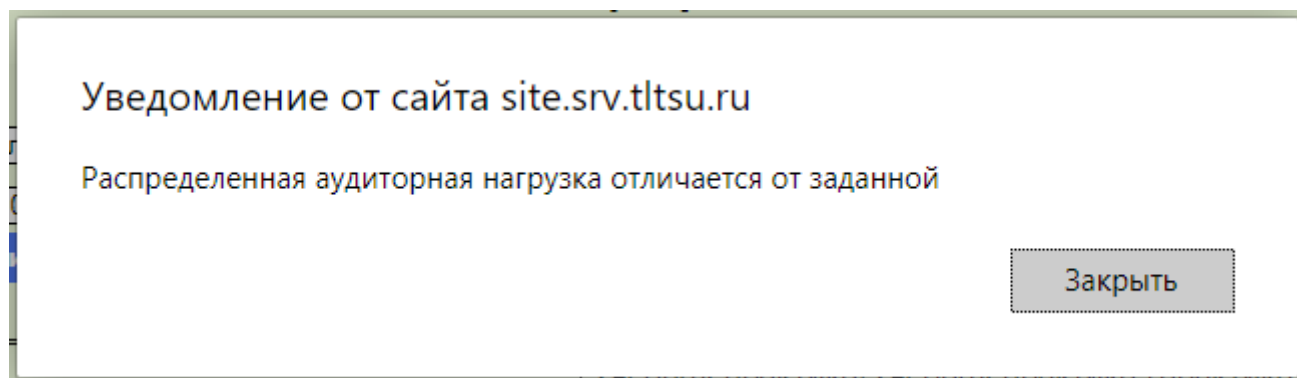 Уведомление от сайта site.srv.tltsu.ru
Распределенная аудиторная нагрузка отличается от заданной
Закрыть